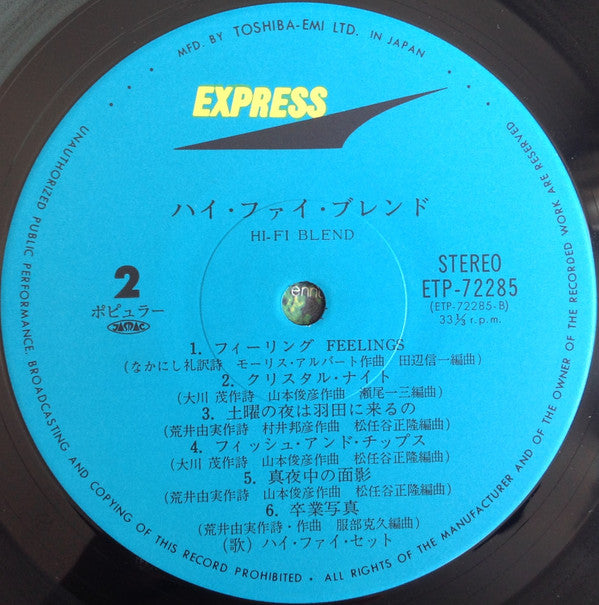 MFD. BY TOSHIBA-EMI LTD. IN JAPAN
EXPRESS
ハイ・ファイ・ブレンド
HI-FI BLEND
2
ポピュラー
JASRAC
STEREO
ETP-72285
(ETP-72285-B)
33⅓ r.p.m.
1. フィーリング FEELINGS
(なかにし礼訳詩 モーリス・アルバート作曲 田辺信一編曲)
2. クリスタル・ナイト
(大川 茂作詩 山本俊彦作曲 瀬尾一三編曲)
3. 土曜の夜は羽田に来るの
(荒井由実作詩 村井邦彦作曲 松任谷正隆編曲)
4. フィッシュ・アンド・チップス
(大川 茂作詩 山本俊彦作曲 松任谷正隆編曲)
5. 真夜中の面影
(荒井由実作詩 山本俊彦作曲 松任谷正隆編曲)
6. 卒業写真
(荒井由実作詩・作曲 服部克久編曲)
(歌) ハイ・ファイ・セット
UNAUTHORIZED PUBLIC PERFORMANCE, BROADCASTING AND COPYING OF THIS RECORD PROHIBITED • ALL RIGHTS OF THE MANUFACTURER AND OF THE OWNER OF THE RECORDED WORK ARE RESERVED